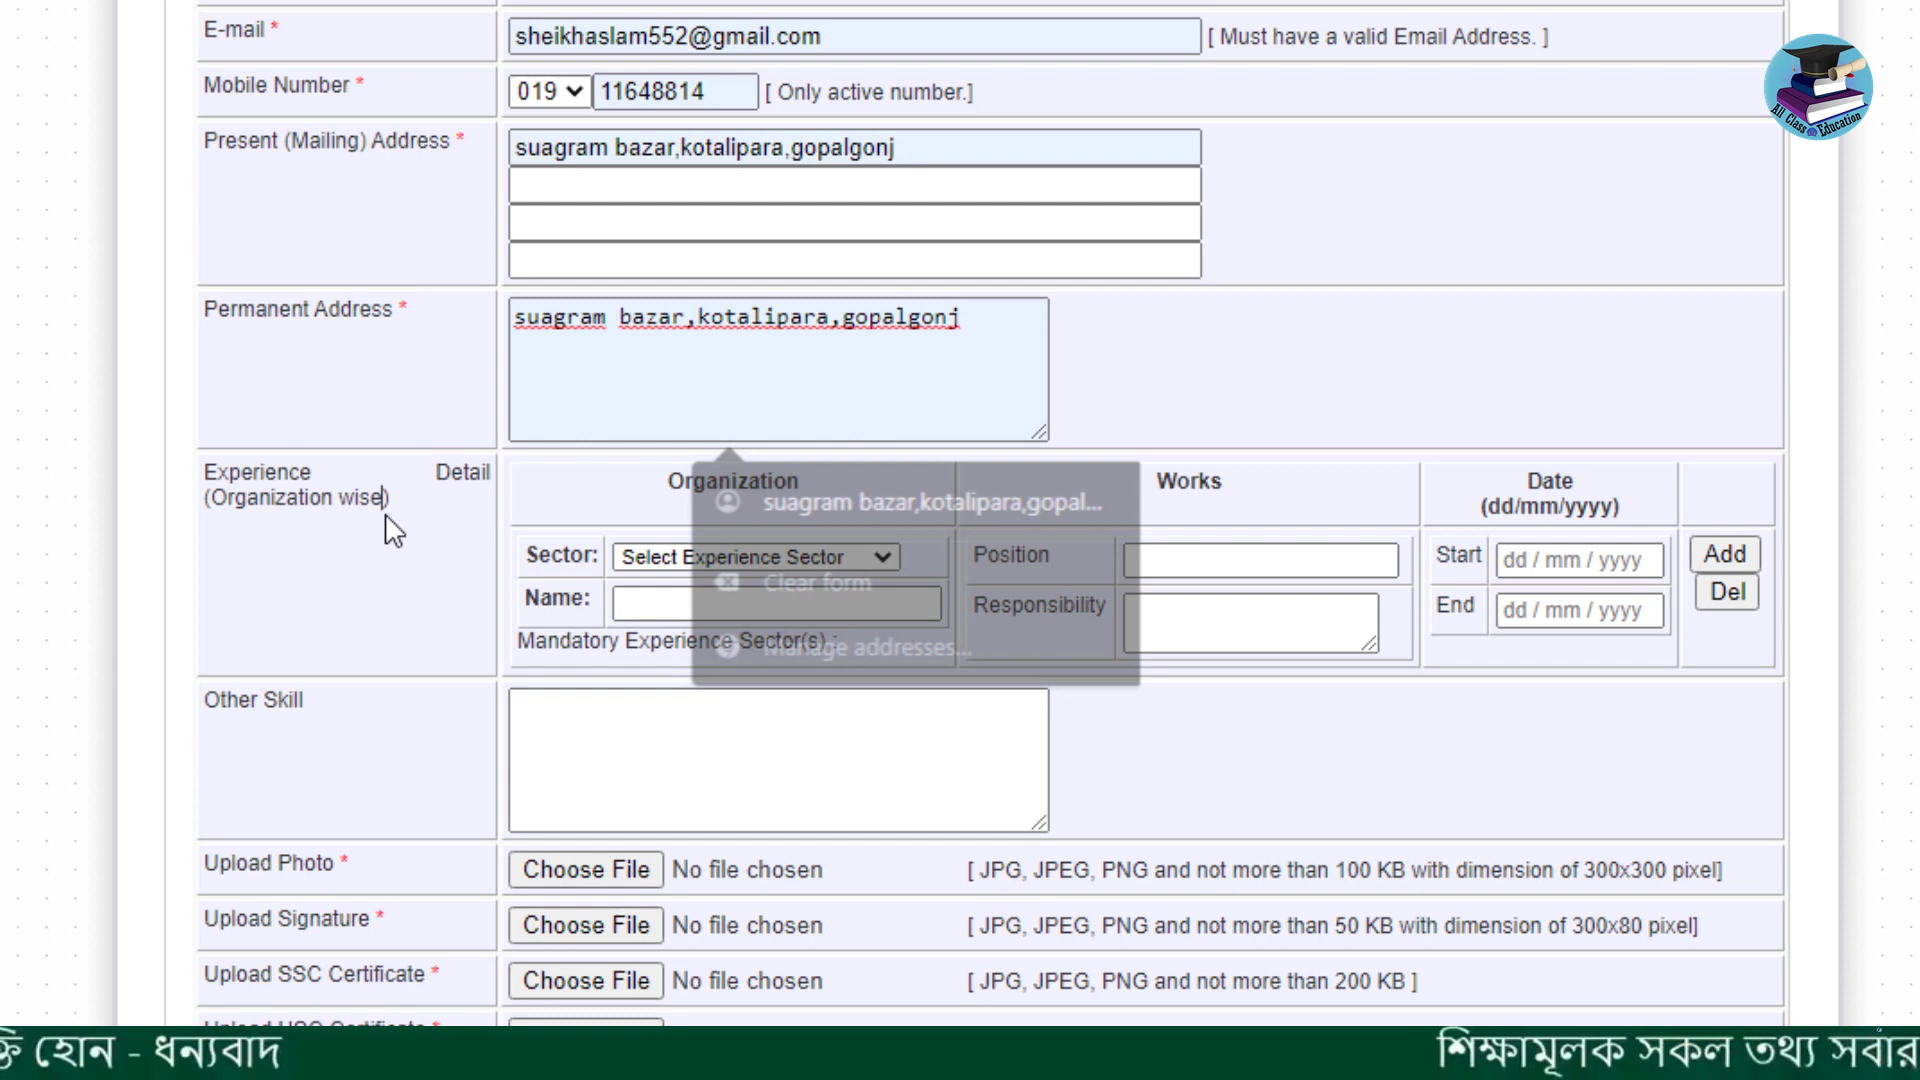 E-mail *
sheikhaslam552@gmail.com [ Must have a valid Email Address. ]
Mobile Number *
019 11648814 [ Only active number.]
Present (Mailing) Address *
suagram bazar,kotalipara,gopalgonj
Permanent Address *
suagram bazar,kotalipara,gopalgonj
Experience Detail
(Organization wise)
Organization Works Date
(dd/mm/yyyy)
suagram bazar,kotalipara,gopal...
Sector: Select Experience Sector Position Start dd / mm / yyyy Add
Clear form
Name: Responsibility End dd / mm / yyyy Del
Mandatory Experience Sector(s) :
Manage addresses...
Other Skill
Upload Photo *
Choose File No file chosen [ JPG, JPEG, PNG and not more than 100 KB with dimension of 300x300 pixel]
Upload Signature *
Choose File No file chosen [ JPG, JPEG, PNG and not more than 50 KB with dimension of 300x80 pixel]
Upload SSC Certificate *
Choose File No file chosen [ JPG, JPEG, PNG and not more than 200 KB ]
All Class Education
হোন - ধন্যবাদ শিক্ষামূলক সকল তথ্য সবার